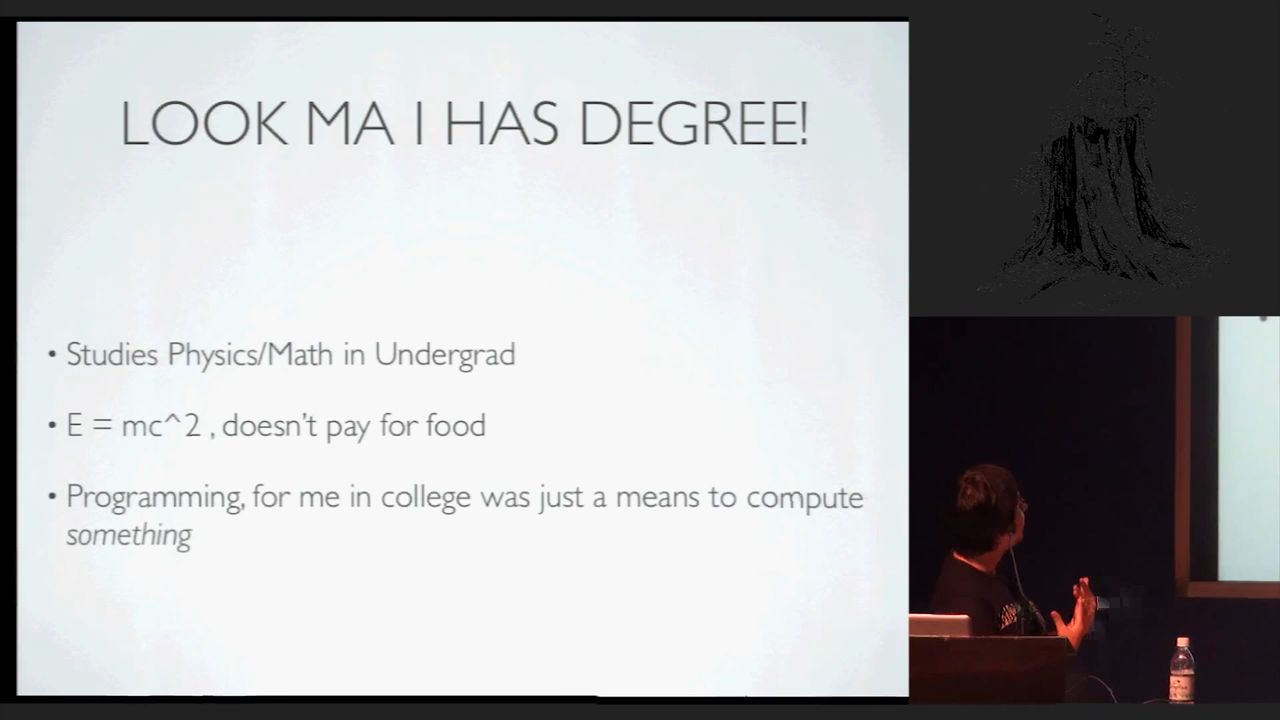 LOOK MA I HAS DEGREE!
• Studies Physics/Math in Undergrad
• E = mc^2 , doesn't pay for food
• Programming, for me in college was just a means to compute
something